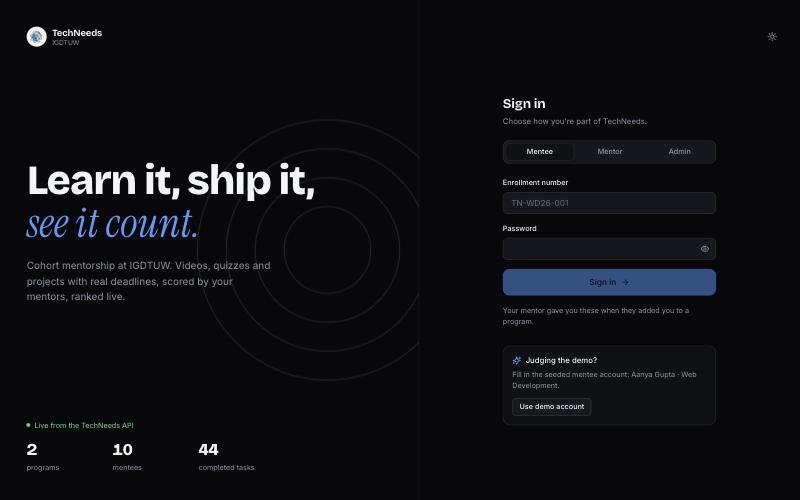 TechNeeds
IGDTUW
Learn it, ship it,
see it count.
Cohort mentorship at IGDTUW. Videos, quizzes and
projects with real deadlines, scored by your
mentors, ranked live.
Live from the TechNeeds API
2
programs
10
mentees
44
completed tasks
Sign in
Choose how you're part of TechNeeds.
Mentee
Mentor
Admin
Enrollment number
TN-WD26-001
Password
Sign in →
Your mentor gave you these when they added you to a
program.
Judging the demo?
Fill in the seeded mentee account: Aanya Gupta · Web
Development.
Use demo account